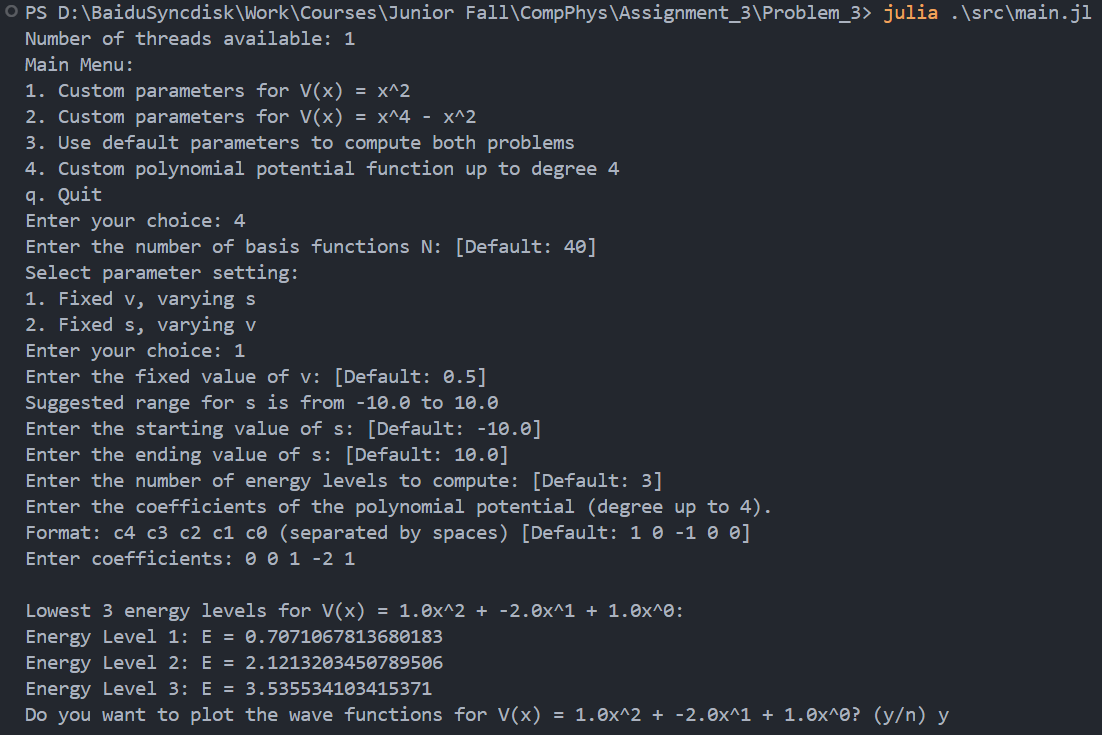 PS D:\BaiduSyncdisk\Work\Courses\Junior Fall\CompPhys\Assignment_3\Problem_3> julia .\src\main.jl
Number of threads available: 1
Main Menu:
1. Custom parameters for V(x) = x^2
2. Custom parameters for V(x) = x^4 - x^2
3. Use default parameters to compute both problems
4. Custom polynomial potential function up to degree 4
q. Quit
Enter your choice: 4
Enter the number of basis functions N: [Default: 40]
Select parameter setting:
1. Fixed v, varying s
2. Fixed s, varying v
Enter your choice: 1
Enter the fixed value of v: [Default: 0.5]
Suggested range for s is from -10.0 to 10.0
Enter the starting value of s: [Default: -10.0]
Enter the ending value of s: [Default: 10.0]
Enter the number of energy levels to compute: [Default: 3]
Enter the coefficients of the polynomial potential (degree up to 4).
Format: c4 c3 c2 c1 c0 (separated by spaces) [Default: 1 0 -1 0 0]
Enter coefficients: 0 0 1 -2 1

Lowest 3 energy levels for V(x) = 1.0x^2 + -2.0x^1 + 1.0x^0:
Energy Level 1: E = 0.7071067813680183
Energy Level 2: E = 2.1213203450789506
Energy Level 3: E = 3.535534103415371
Do you want to plot the wave functions for V(x) = 1.0x^2 + -2.0x^1 + 1.0x^0? (y/n) y